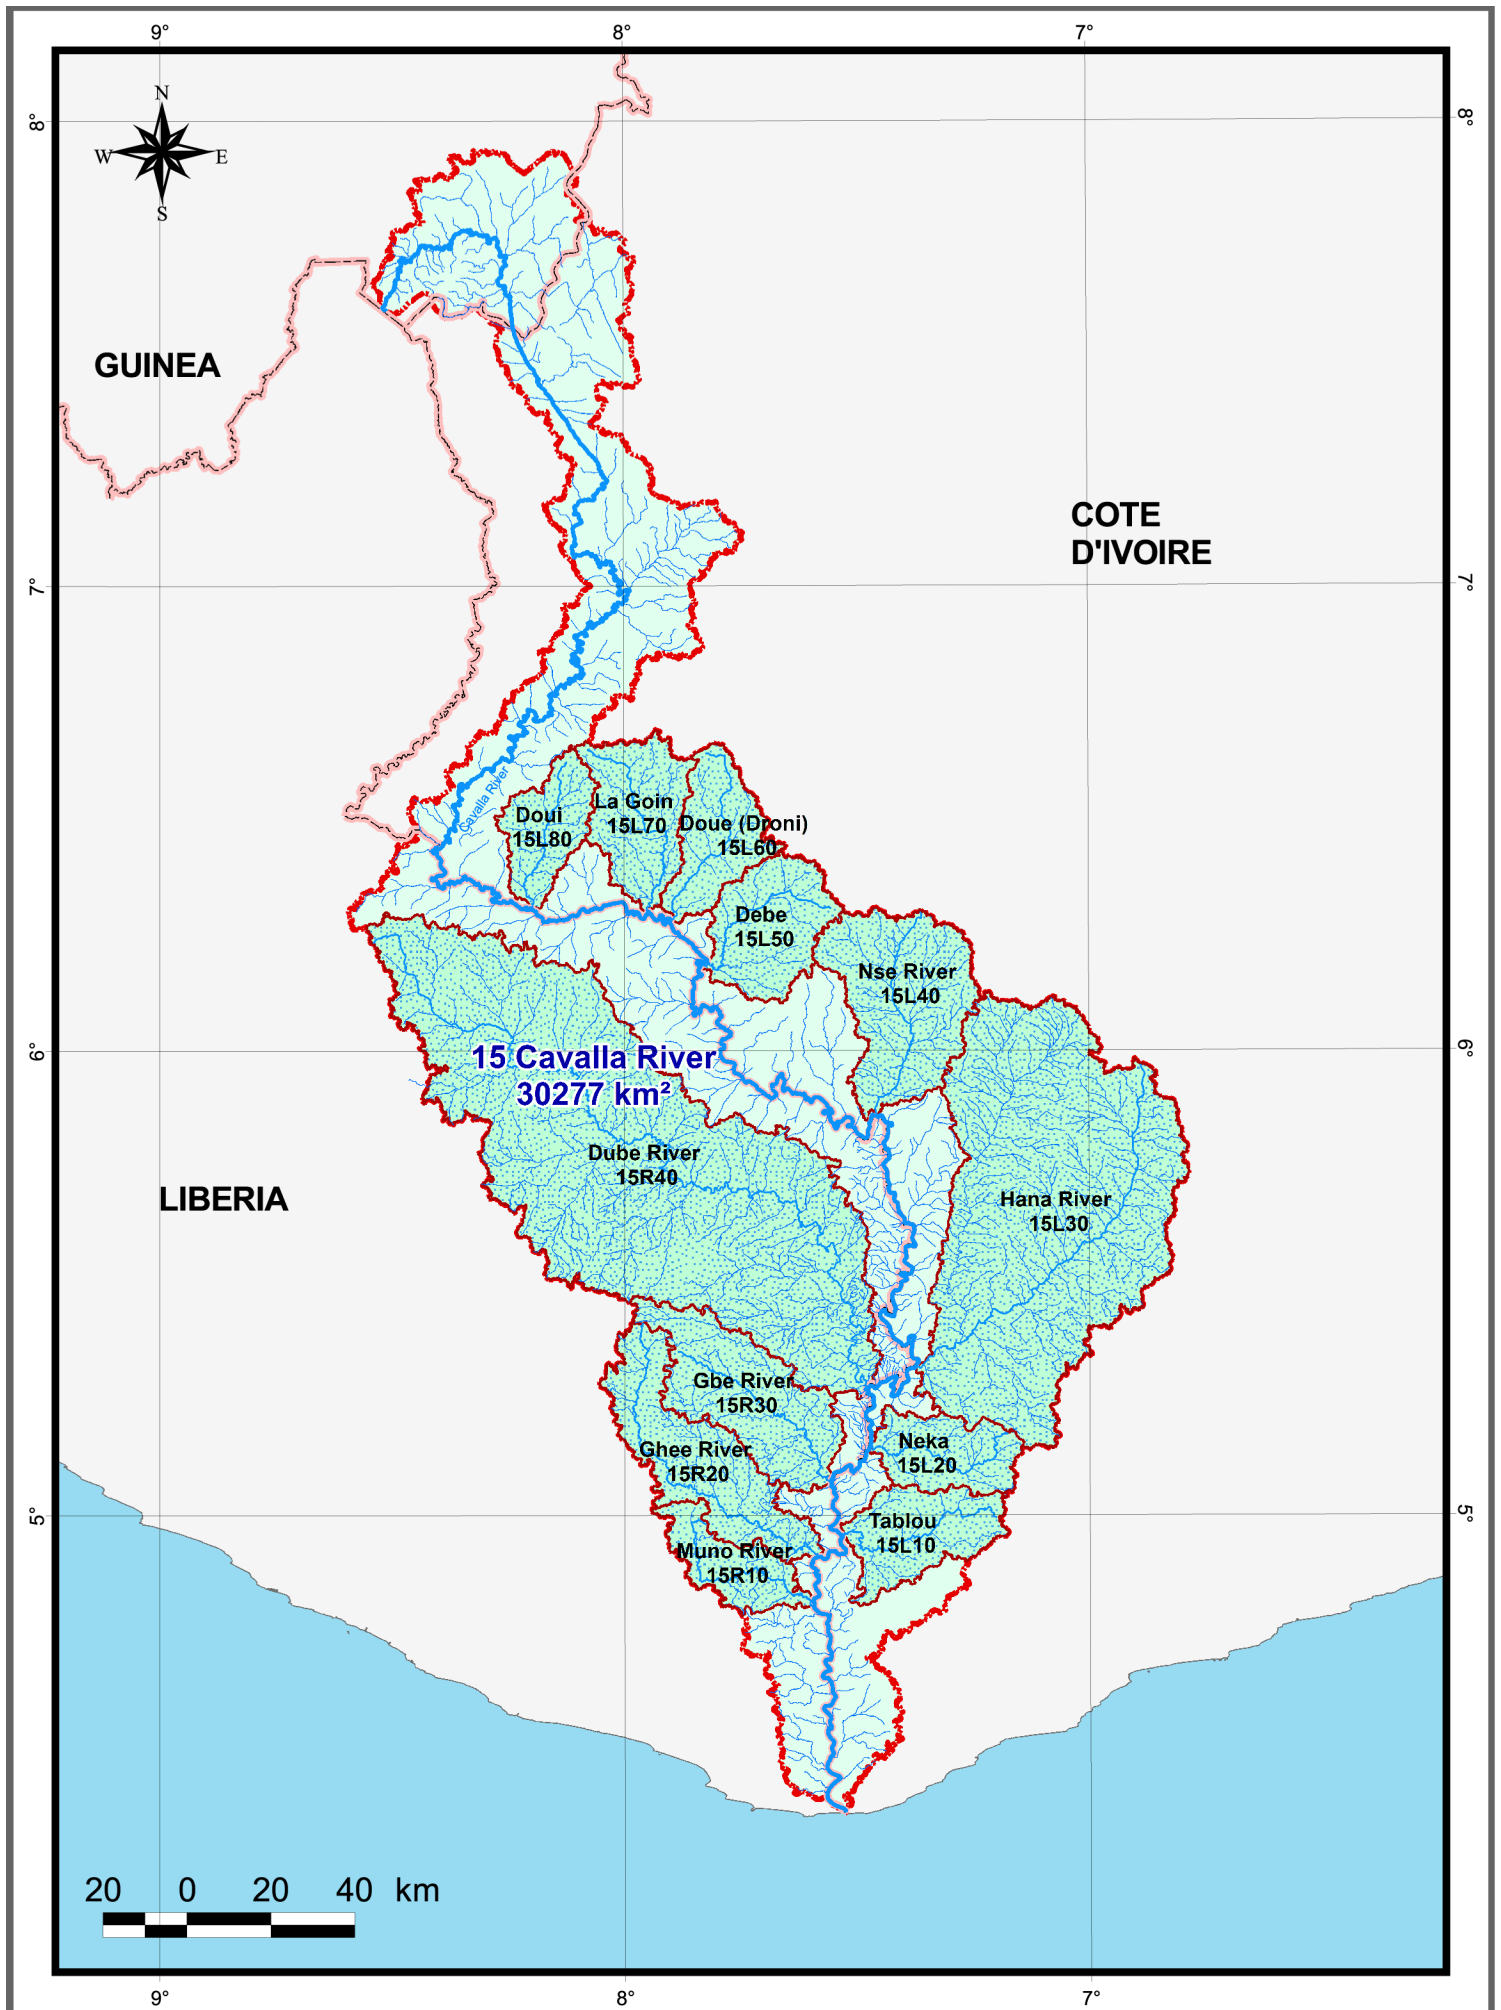 9° 8° 7°
8° 8°
N
W E
S
GUINEA
COTE
D'IVOIRE
7° 7°
Cavalla River
La Goin
15L70
Doui
15L80
Doue (Droni)
15L60
Debe
15L50
Nse River
15L40
6° 6°
15 Cavalla River
30277 km²
Dube River
15R40
LIBERIA
Hana River
15L30
Gbe River
15R30
Ghee River
15R20
Neka
15L20
5° 5°
Tablou
15L10
Muno River
15R10
20 0 20 40 km
9° 8° 7°